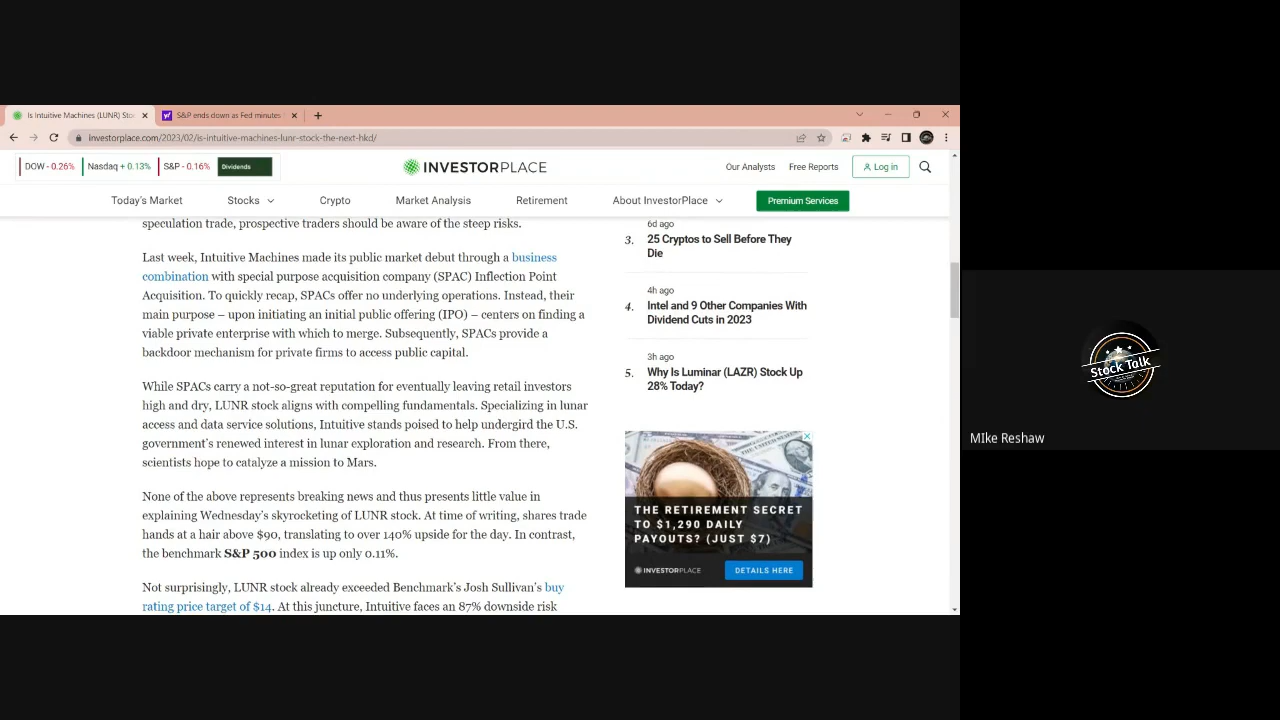 Is Intuitive Machines (LUNR) Stoc
S&P ends down as Fed minutes
investorplace.com/2023/02/is-intuitive-machines-lunr-stock-the-next-hkd/
DOW - 0.26% Nasdaq + 0.13% S&P - 0.16% Dividends
INVESTORPLACE
Our Analysts Free Reports Log in
Today's Market Stocks Crypto Market Analysis Retirement About InvestorPlace Premium Services
speculation trade, prospective traders should be aware of the steep risks.
Last week, Intuitive Machines made its public market debut through a business
combination with special purpose acquisition company (SPAC) Inflection Point
Acquisition. To quickly recap, SPACs offer no underlying operations. Instead, their
main purpose – upon initiating an initial public offering (IPO) – centers on finding a
viable private enterprise with which to merge. Subsequently, SPACs provide a
backdoor mechanism for private firms to access public capital.
While SPACs carry a not-so-great reputation for eventually leaving retail investors
high and dry, LUNR stock aligns with compelling fundamentals. Specializing in lunar
access and data service solutions, Intuitive stands poised to help undergird the U.S.
government's renewed interest in lunar exploration and research. From there,
scientists hope to catalyze a mission to Mars.
None of the above represents breaking news and thus presents little value in
explaining Wednesday's skyrocketing of LUNR stock. At time of writing, shares trade
hands at a hair above $90, translating to over 140% upside for the day. In contrast,
the benchmark S&P 500 index is up only 0.11%.
Not surprisingly, LUNR stock already exceeded Benchmark's Josh Sullivan's buy
rating price target of $14. At this juncture, Intuitive faces an 87% downside risk
6d ago
3. 25 Cryptos to Sell Before They
Die
4h ago
4. Intel and 9 Other Companies With
Dividend Cuts in 2023
3h ago
5. Why Is Luminar (LAZR) Stock Up
28% Today?
THE RETIREMENT SECRET
TO $1,290 DAILY
PAYOUTS? (JUST $7)
INVESTORPLACE DETAILS HERE
Stock Talk
MIke Reshaw